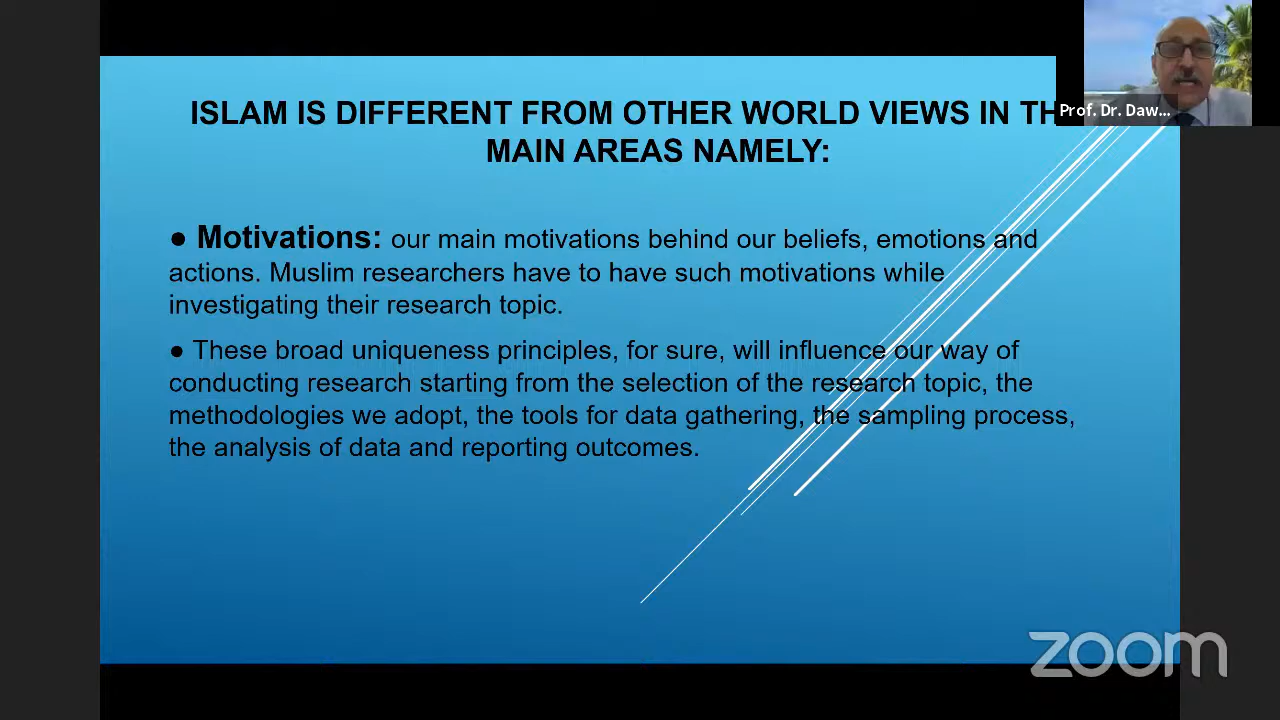 ISLAM IS DIFFERENT FROM OTHER WORLD VIEWS IN
MAIN AREAS NAMELY:
Prof. Dr. Daw...
● Motivations: our main motivations behind our beliefs, emotions and
actions. Muslim researchers have to have such motivations while
investigating their research topic.
● These broad uniqueness principles, for sure, will influence our way of
conducting research starting from the selection of the research topic, the
methodologies we adopt, the tools for data gathering, the sampling process,
the analysis of data and reporting outcomes.
zoom